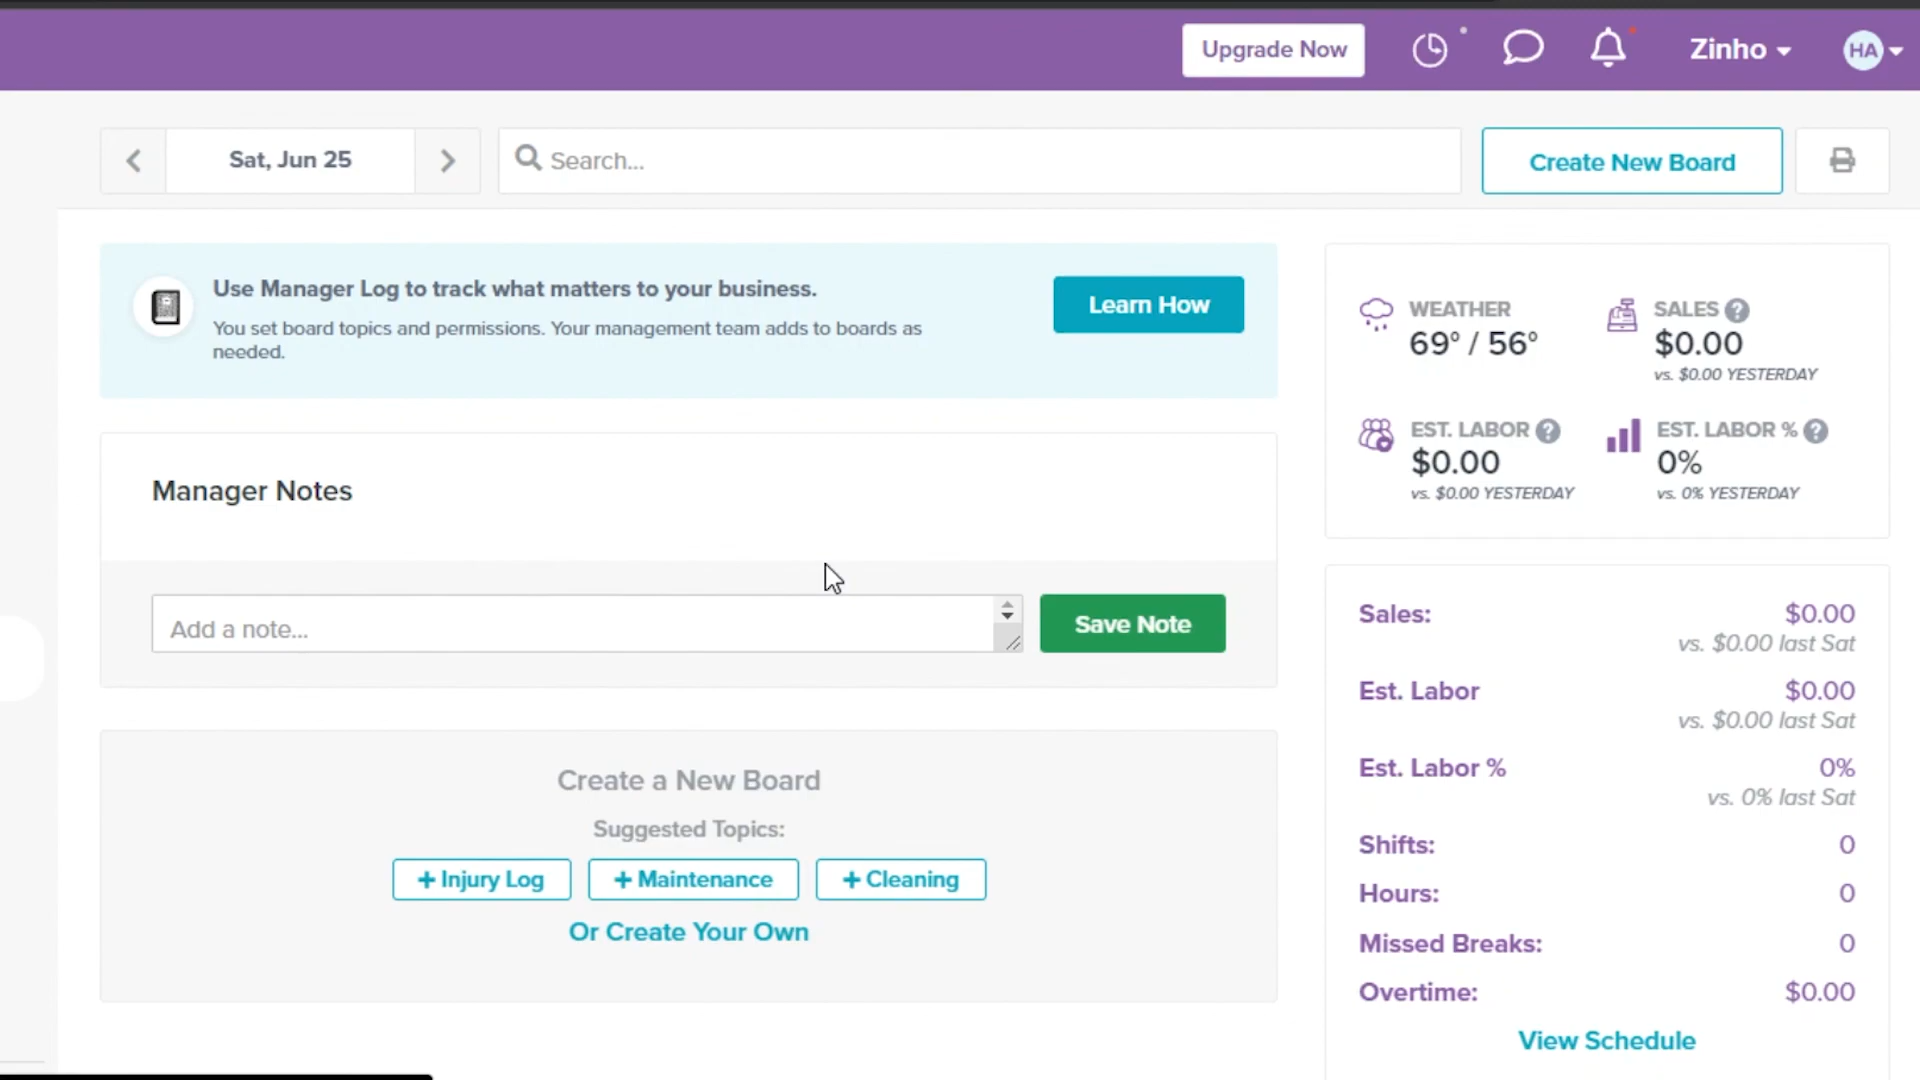 Upgrade Now
Zinho
HA
Sat, Jun 25
Search...
Create New Board
Use Manager Log to track what matters to your business.
You set board topics and permissions. Your management team adds to boards as
needed.
Learn How
WEATHER
69° / 56°
SALES ?
$0.00
vs. $0.00 YESTERDAY
EST. LABOR ?
$0.00
vs. $0.00 YESTERDAY
EST. LABOR % ?
0%
vs. 0% YESTERDAY
Manager Notes
Add a note...
Save Note
Create a New Board
Suggested Topics:
+ Injury Log
+ Maintenance
+ Cleaning
Or Create Your Own
Sales: $0.00
vs. $0.00 last Sat
Est. Labor $0.00
vs. $0.00 last Sat
Est. Labor % 0%
vs. 0% last Sat
Shifts: 0
Hours: 0
Missed Breaks: 0
Overtime: $0.00
View Schedule